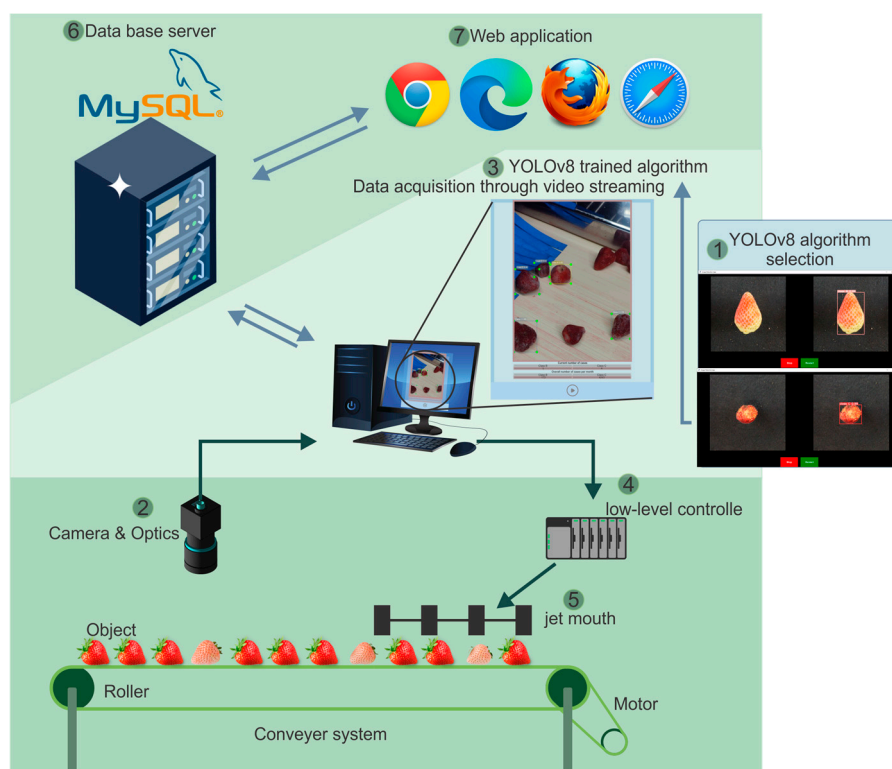 6 Data base server
MySQL®
7 Web application
3 YOLOv8 trained algorithm
Data acquisition through video streaming
1 YOLOv8 algorithm
selection
2
Camera & Optics
4
low-level controlle
5
jet mouth
Object
Roller
Motor
Conveyer system